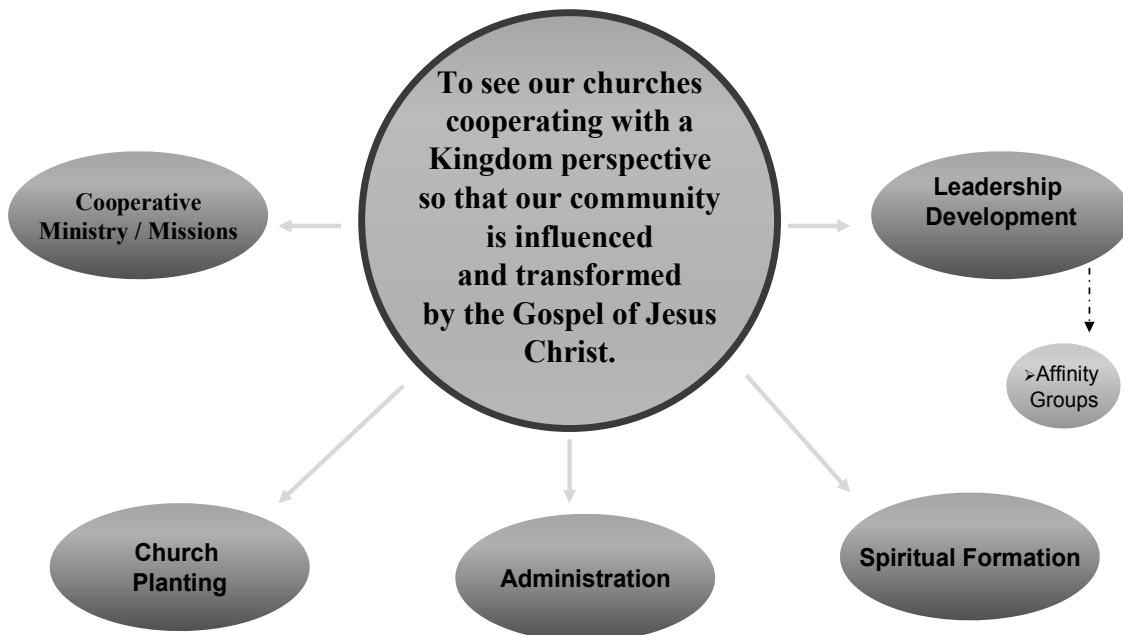 To see our churches
cooperating with a
Kingdom perspective
so that our community
is influenced
and transformed
by the Gospel of Jesus
Christ.
Cooperative
Ministry / Missions
Leadership
Development
➢Affinity
Groups
Church
Planting
Administration
Spiritual Formation